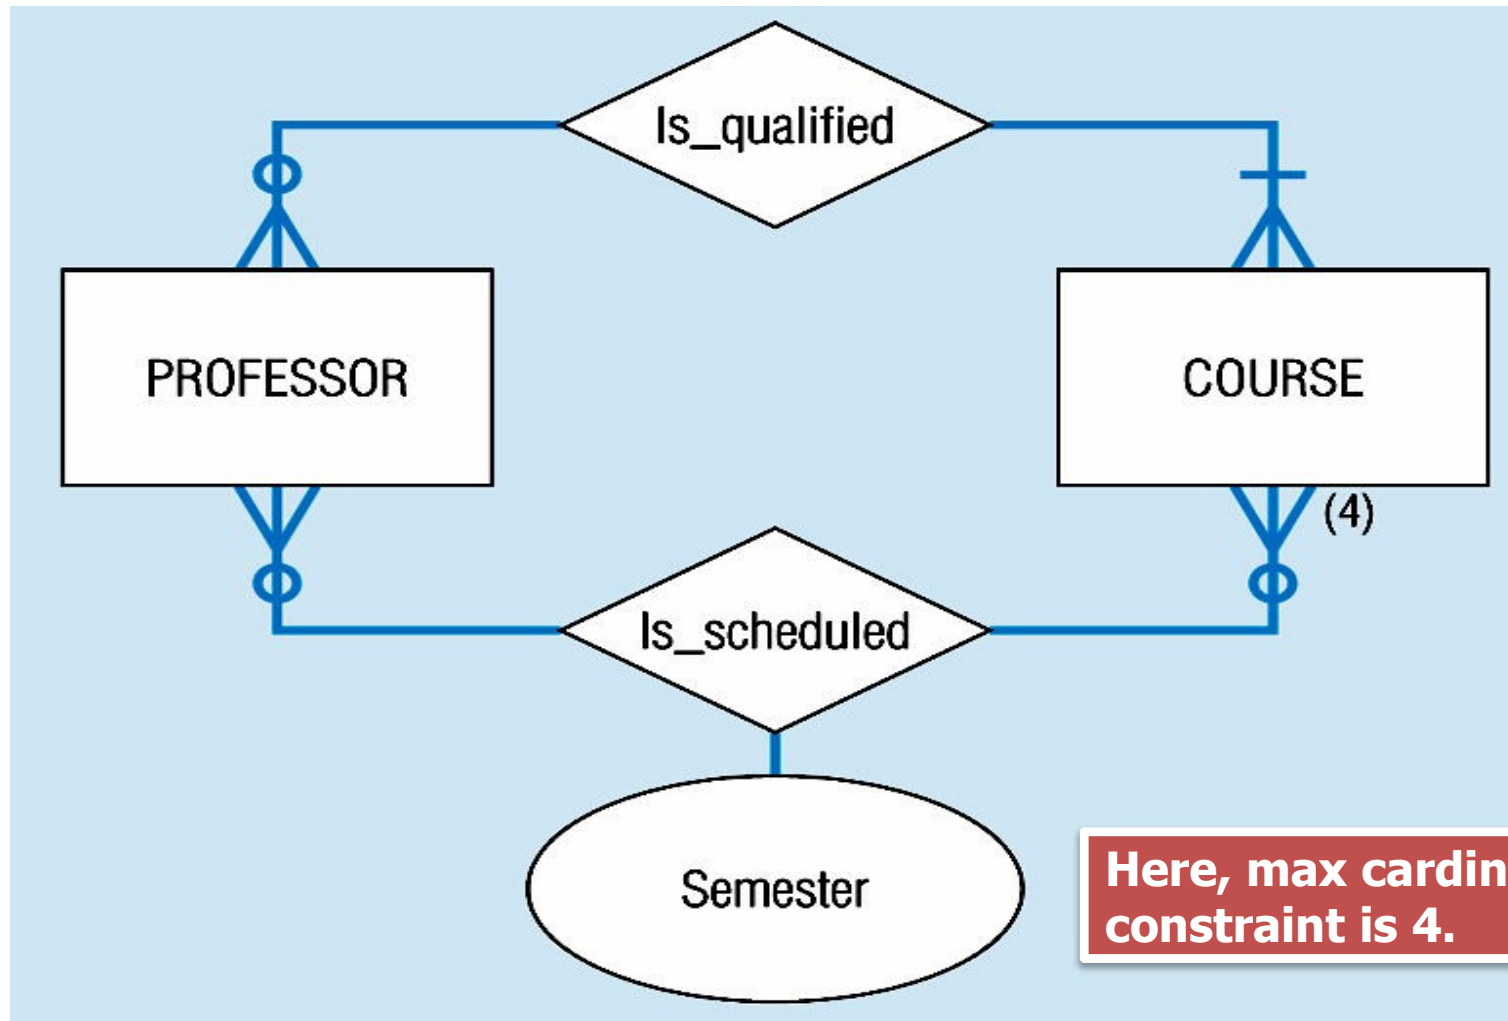 Is_qualified
PROFESSOR
COURSE
(4)
Is_scheduled
Semester
Here, max cardin
constraint is 4.